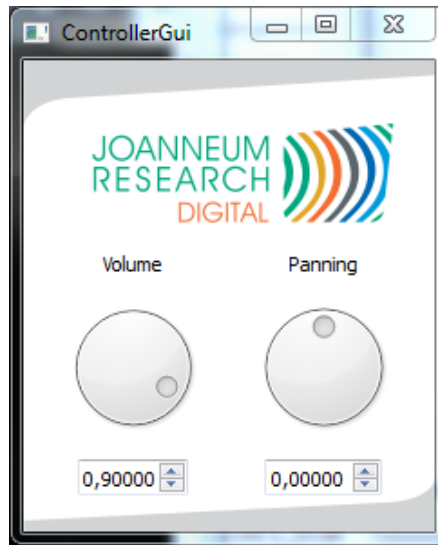 ControllerGui
JOANNEUM
RESEARCH
DIGITAL
Volume Panning
0,90000 0,00000